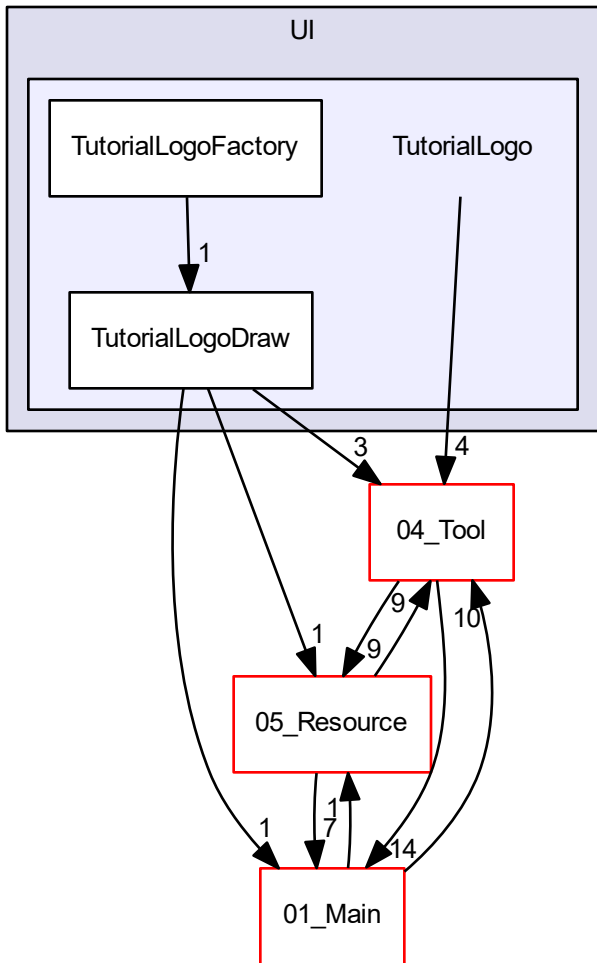 UI
TutorialLogoFactory
TutorialLogo
1
TutorialLogoDraw
3
4
04_Tool
9
10
1
9
05_Resource
1
7
1
14
01_Main